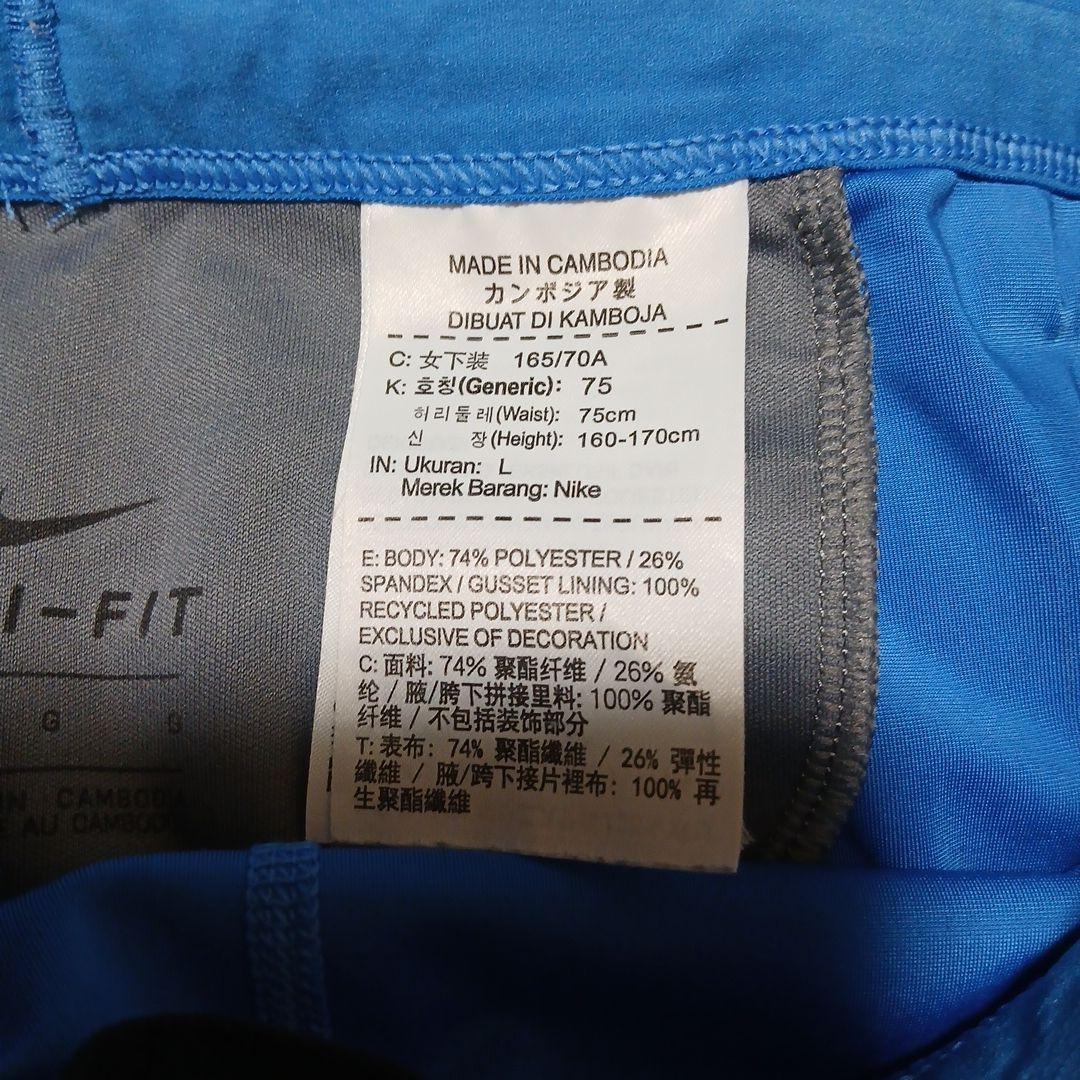 MADE IN CAMBODIA
カンボジア製
DIBUAT DI KAMBOJA
C: 女下装 165/70A
K: 호칭(Generic): 75
허리둘레(Waist): 75cm
신 장(Height): 160-170cm
IN: Ukuran: L
Merek Barang: Nike
E: BODY: 74% POLYESTER / 26%
SPANDEX / GUSSET LINING: 100%
RECYCLED POLYESTER /
EXCLUSIVE OF DECORATION
C: 面料: 74% 聚酯纤维 / 26% 氨
纶 / 腋/胯下拼接里料: 100% 聚酯
纤维 / 不包括装饰部分
T: 表布: 74% 聚酯纖維 / 26% 彈性
纖維 / 腋/跨下接片裡布: 100% 再
生聚酯纖維
I-FIT
G G
IN CAMBODIA
AU CAMBODGE